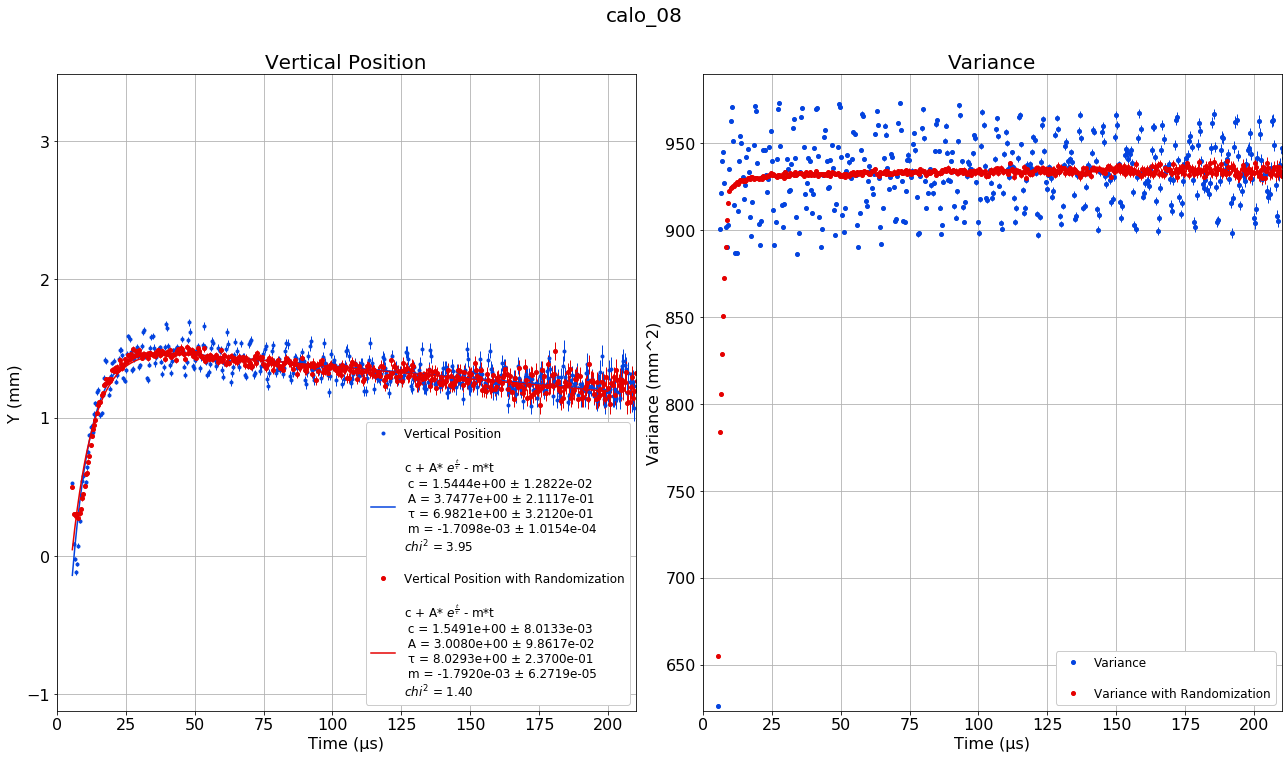 calo_08
Vertical Position
3
2
1
0
−1
Y (mm)
0 25 50 75 100 125 150 175 200
Time (μs)
Vertical Position
c + A* e^{t/τ} - m*t
c = 1.5444e+00 ± 1.2822e-02
A = 3.7477e+00 ± 2.1117e-01
τ = 6.9821e+00 ± 3.2120e-01
m = -1.7098e-03 ± 1.0154e-04
chi² = 3.95
Vertical Position with Randomization
c + A* e^{t/τ} - m*t
c = 1.5491e+00 ± 8.0133e-03
A = 3.0080e+00 ± 9.8617e-02
τ = 8.0293e+00 ± 2.3700e-01
m = -1.7920e-03 ± 6.2719e-05
chi² = 1.40
Variance
950
900
850
800
750
700
650
Variance (mm^2)
0 25 50 75 100 125 150 175 200
Time (μs)
Variance
Variance with Randomization